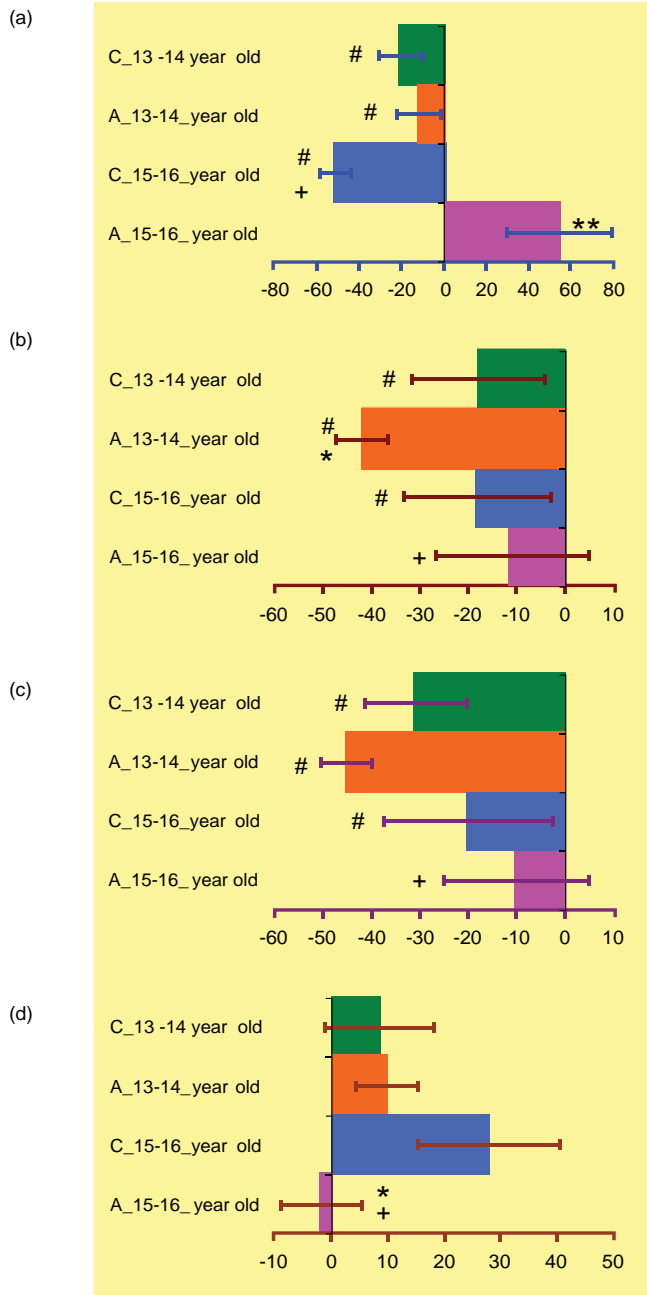 (a)
C_13 -14 year old #
A_13-14_year old #
C_15-16_year old #
+
A_15-16_ year old **
-80 -60 -40 -20 0 20 40 60 80
(b)
C_13 -14 year old #
A_13-14_year old #
*
C_15-16_year old #
A_15-16_ year old +
-60 -50 -40 -30 -20 -10 0 10
(c)
C_13 -14 year old #
A_13-14_year old #
C_15-16_year old #
A_15-16_ year old +
-60 -50 -40 -30 -20 -10 0 10
(d)
C_13 -14 year old
A_13-14_year old
C_15-16_year old
A_15-16_ year old *
+
-10 0 10 20 30 40 50